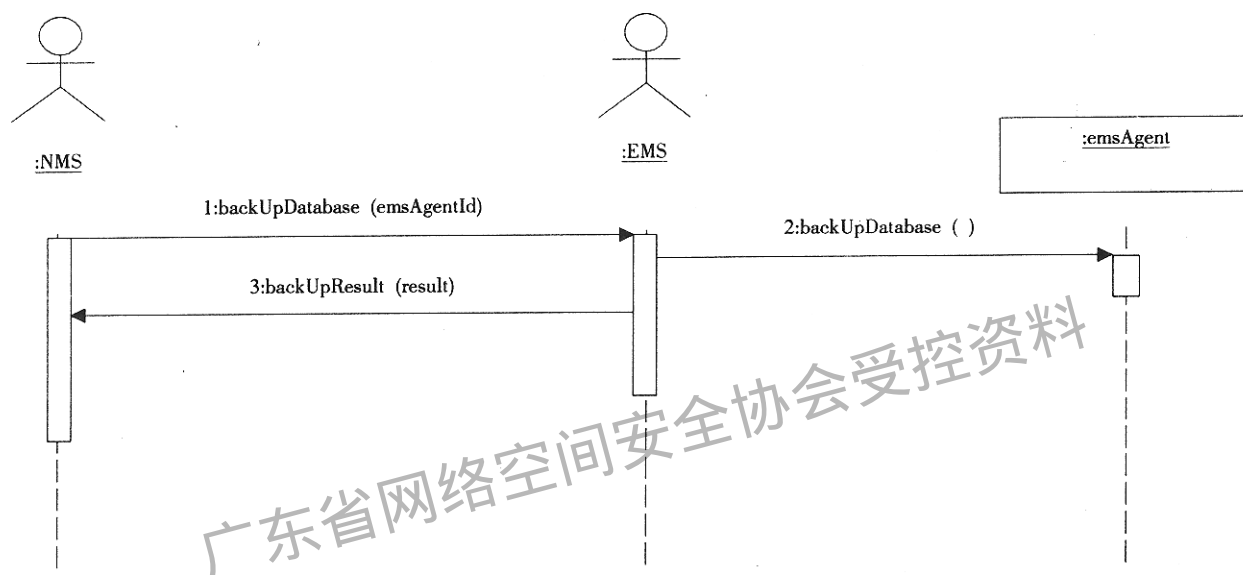 :NMS
:EMS
:emsAgent
1:backUpDatabase (emsAgentId)
2:backUpDatabase ( )
3:backUpResult (result)
广东省网络空间安全协会受控资料